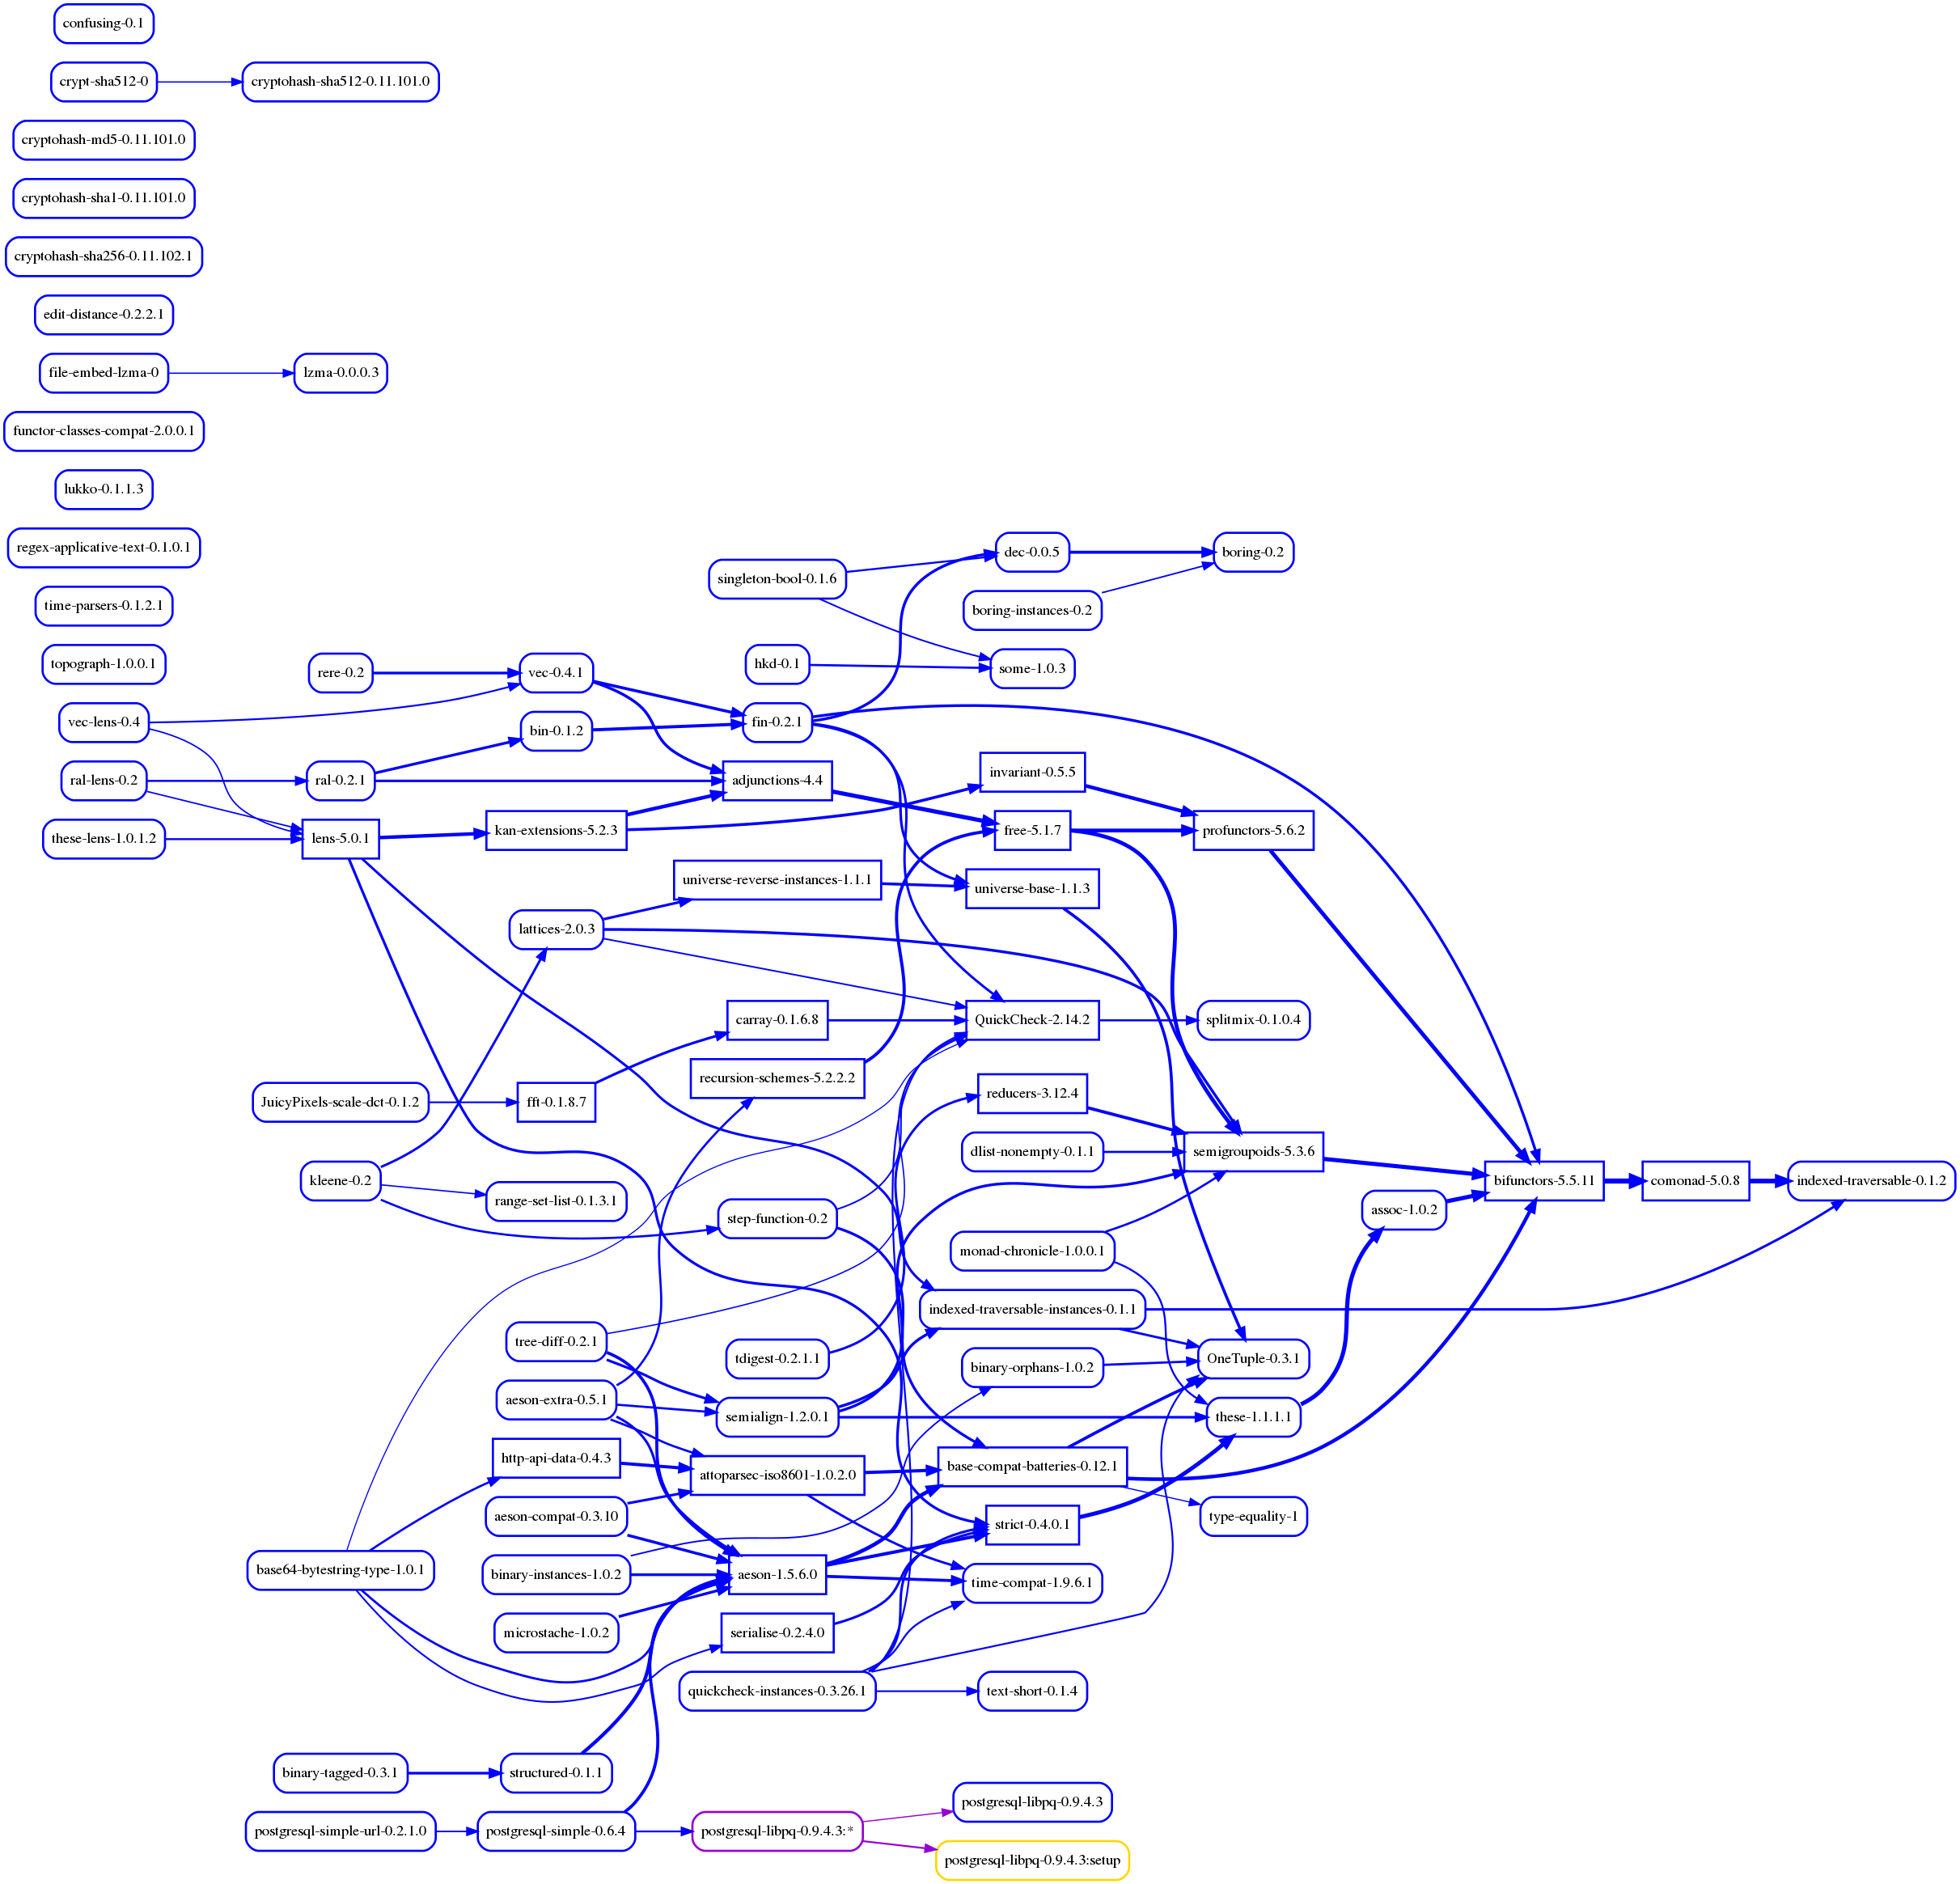 confusing-0.1
crypt-sha512-0
cryptohash-sha512-0.11.101.0
cryptohash-md5-0.11.101.0
cryptohash-sha1-0.11.101.0
cryptohash-sha256-0.11.102.1
edit-distance-0.2.2.1
file-embed-lzma-0
lzma-0.0.0.3
functor-classes-compat-2.0.0.1
lukko-0.1.1.3
regex-applicative-text-0.1.0.1
time-parsers-0.1.2.1
topograph-1.0.0.1
vec-lens-0.4
ral-lens-0.2
these-lens-1.0.1.2
rere-0.2
ral-0.2.1
lens-5.0.1
JuicyPixels-scale-dct-0.1.2
kleene-0.2
base64-bytestring-type-1.0.1
binary-tagged-0.3.1
postgresql-simple-url-0.2.1.0
vec-0.4.1
bin-0.1.2
kan-extensions-5.2.3
lattices-2.0.3
fft-0.1.8.7
range-set-list-0.1.3.1
tree-diff-0.2.1
aeson-extra-0.5.1
http-api-data-0.4.3
aeson-compat-0.3.10
binary-instances-1.0.2
microstache-1.0.2
structured-0.1.1
postgresql-simple-0.6.4
singleton-bool-0.1.6
hkd-0.1
fin-0.2.1
adjunctions-4.4
universe-reverse-instances-1.1.1
carray-0.1.6.8
recursion-schemes-5.2.2.2
step-function-0.2
tdigest-0.2.1.1
semialign-1.2.0.1
attoparsec-iso8601-1.0.2.0
aeson-1.5.6.0
serialise-0.2.4.0
quickcheck-instances-0.3.26.1
postgresql-libpq-0.9.4.3:*
dec-0.0.5
boring-instances-0.2
some-1.0.3
invariant-0.5.5
free-5.1.7
universe-base-1.1.3
QuickCheck-2.14.2
reducers-3.12.4
dlist-nonempty-0.1.1
monad-chronicle-1.0.0.1
indexed-traversable-instances-0.1.1
binary-orphans-1.0.2
base-compat-batteries-0.12.1
strict-0.4.0.1
time-compat-1.9.6.1
text-short-0.1.4
postgresql-libpq-0.9.4.3
postgresql-libpq-0.9.4.3:setup
boring-0.2
profunctors-5.6.2
splitmix-0.1.0.4
semigroupoids-5.3.6
OneTuple-0.3.1
these-1.1.1.1
type-equality-1
assoc-1.0.2
bifunctors-5.5.11
comonad-5.0.8
indexed-traversable-0.1.2